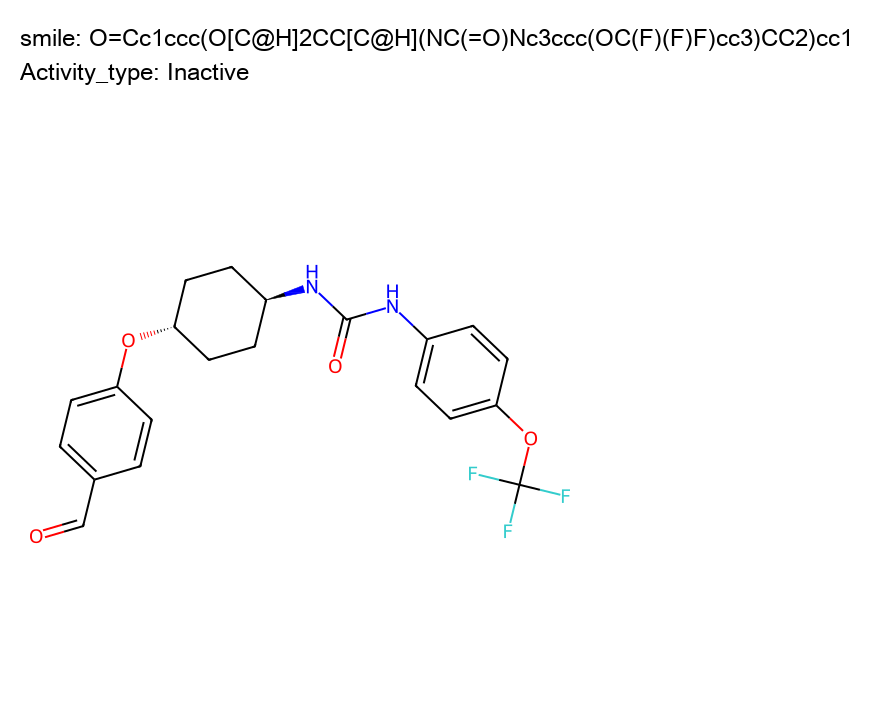 smile: O=Cc1ccc(O[C@H]2CC[C@H](NC(=O)Nc3ccc(OC(F)(F)F)cc3)CC2)cc1
Activity_type: Inactive
H
N
H
N
O
O
O
F
F
F
O